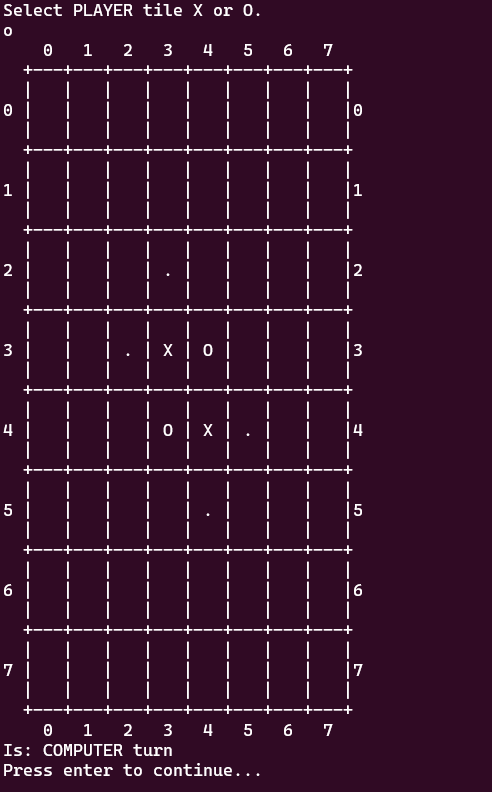 Select PLAYER tile X or O.
o
    0   1   2   3   4   5   6   7
  +---+---+---+---+---+---+---+---+
  |   |   |   |   |   |   |   |   |
0 |   |   |   |   |   |   |   |   |0
  |   |   |   |   |   |   |   |   |
  +---+---+---+---+---+---+---+---+
  |   |   |   |   |   |   |   |   |
1 |   |   |   |   |   |   |   |   |1
  |   |   |   |   |   |   |   |   |
  +---+---+---+---+---+---+---+---+
  |   |   |   |   |   |   |   |   |
2 |   |   |   | . |   |   |   |   |2
  |   |   |   |   |   |   |   |   |
  +---+---+---+---+---+---+---+---+
  |   |   |   |   |   |   |   |   |
3 |   |   | . | X | O |   |   |   |3
  |   |   |   |   |   |   |   |   |
  +---+---+---+---+---+---+---+---+
  |   |   |   |   |   |   |   |   |
4 |   |   |   | O | X | . |   |   |4
  |   |   |   |   |   |   |   |   |
  +---+---+---+---+---+---+---+---+
  |   |   |   |   |   |   |   |   |
5 |   |   |   |   | . |   |   |   |5
  |   |   |   |   |   |   |   |   |
  +---+---+---+---+---+---+---+---+
  |   |   |   |   |   |   |   |   |
6 |   |   |   |   |   |   |   |   |6
  |   |   |   |   |   |   |   |   |
  +---+---+---+---+---+---+---+---+
  |   |   |   |   |   |   |   |   |
7 |   |   |   |   |   |   |   |   |7
  |   |   |   |   |   |   |   |   |
  +---+---+---+---+---+---+---+---+
    0   1   2   3   4   5   6   7
Is: COMPUTER turn
Press enter to continue...